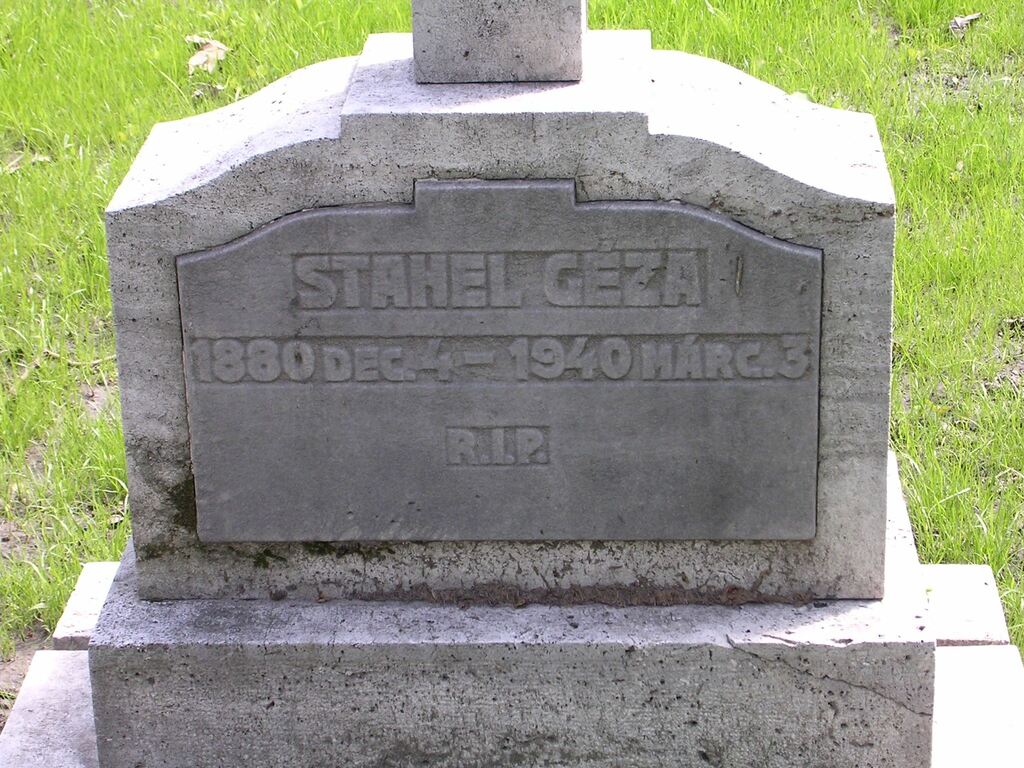 STAHEL GÉZA
1880 DEC. 4 – 1940 MÁRC. 3
R.I.P.